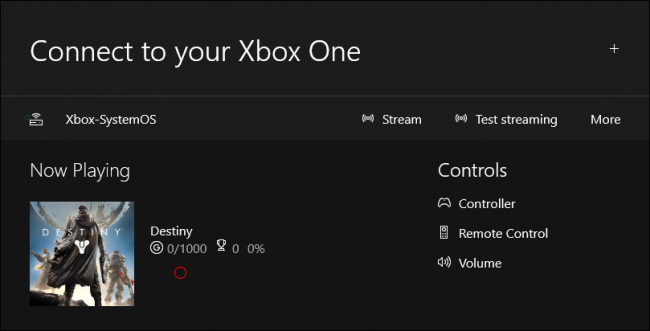 Connect to your Xbox One
+
Xbox-SystemOS Stream Test streaming More
Now Playing
Controls
DESTINY
Destiny
G 0/1000 0 0%
Controller
Remote Control
Volume